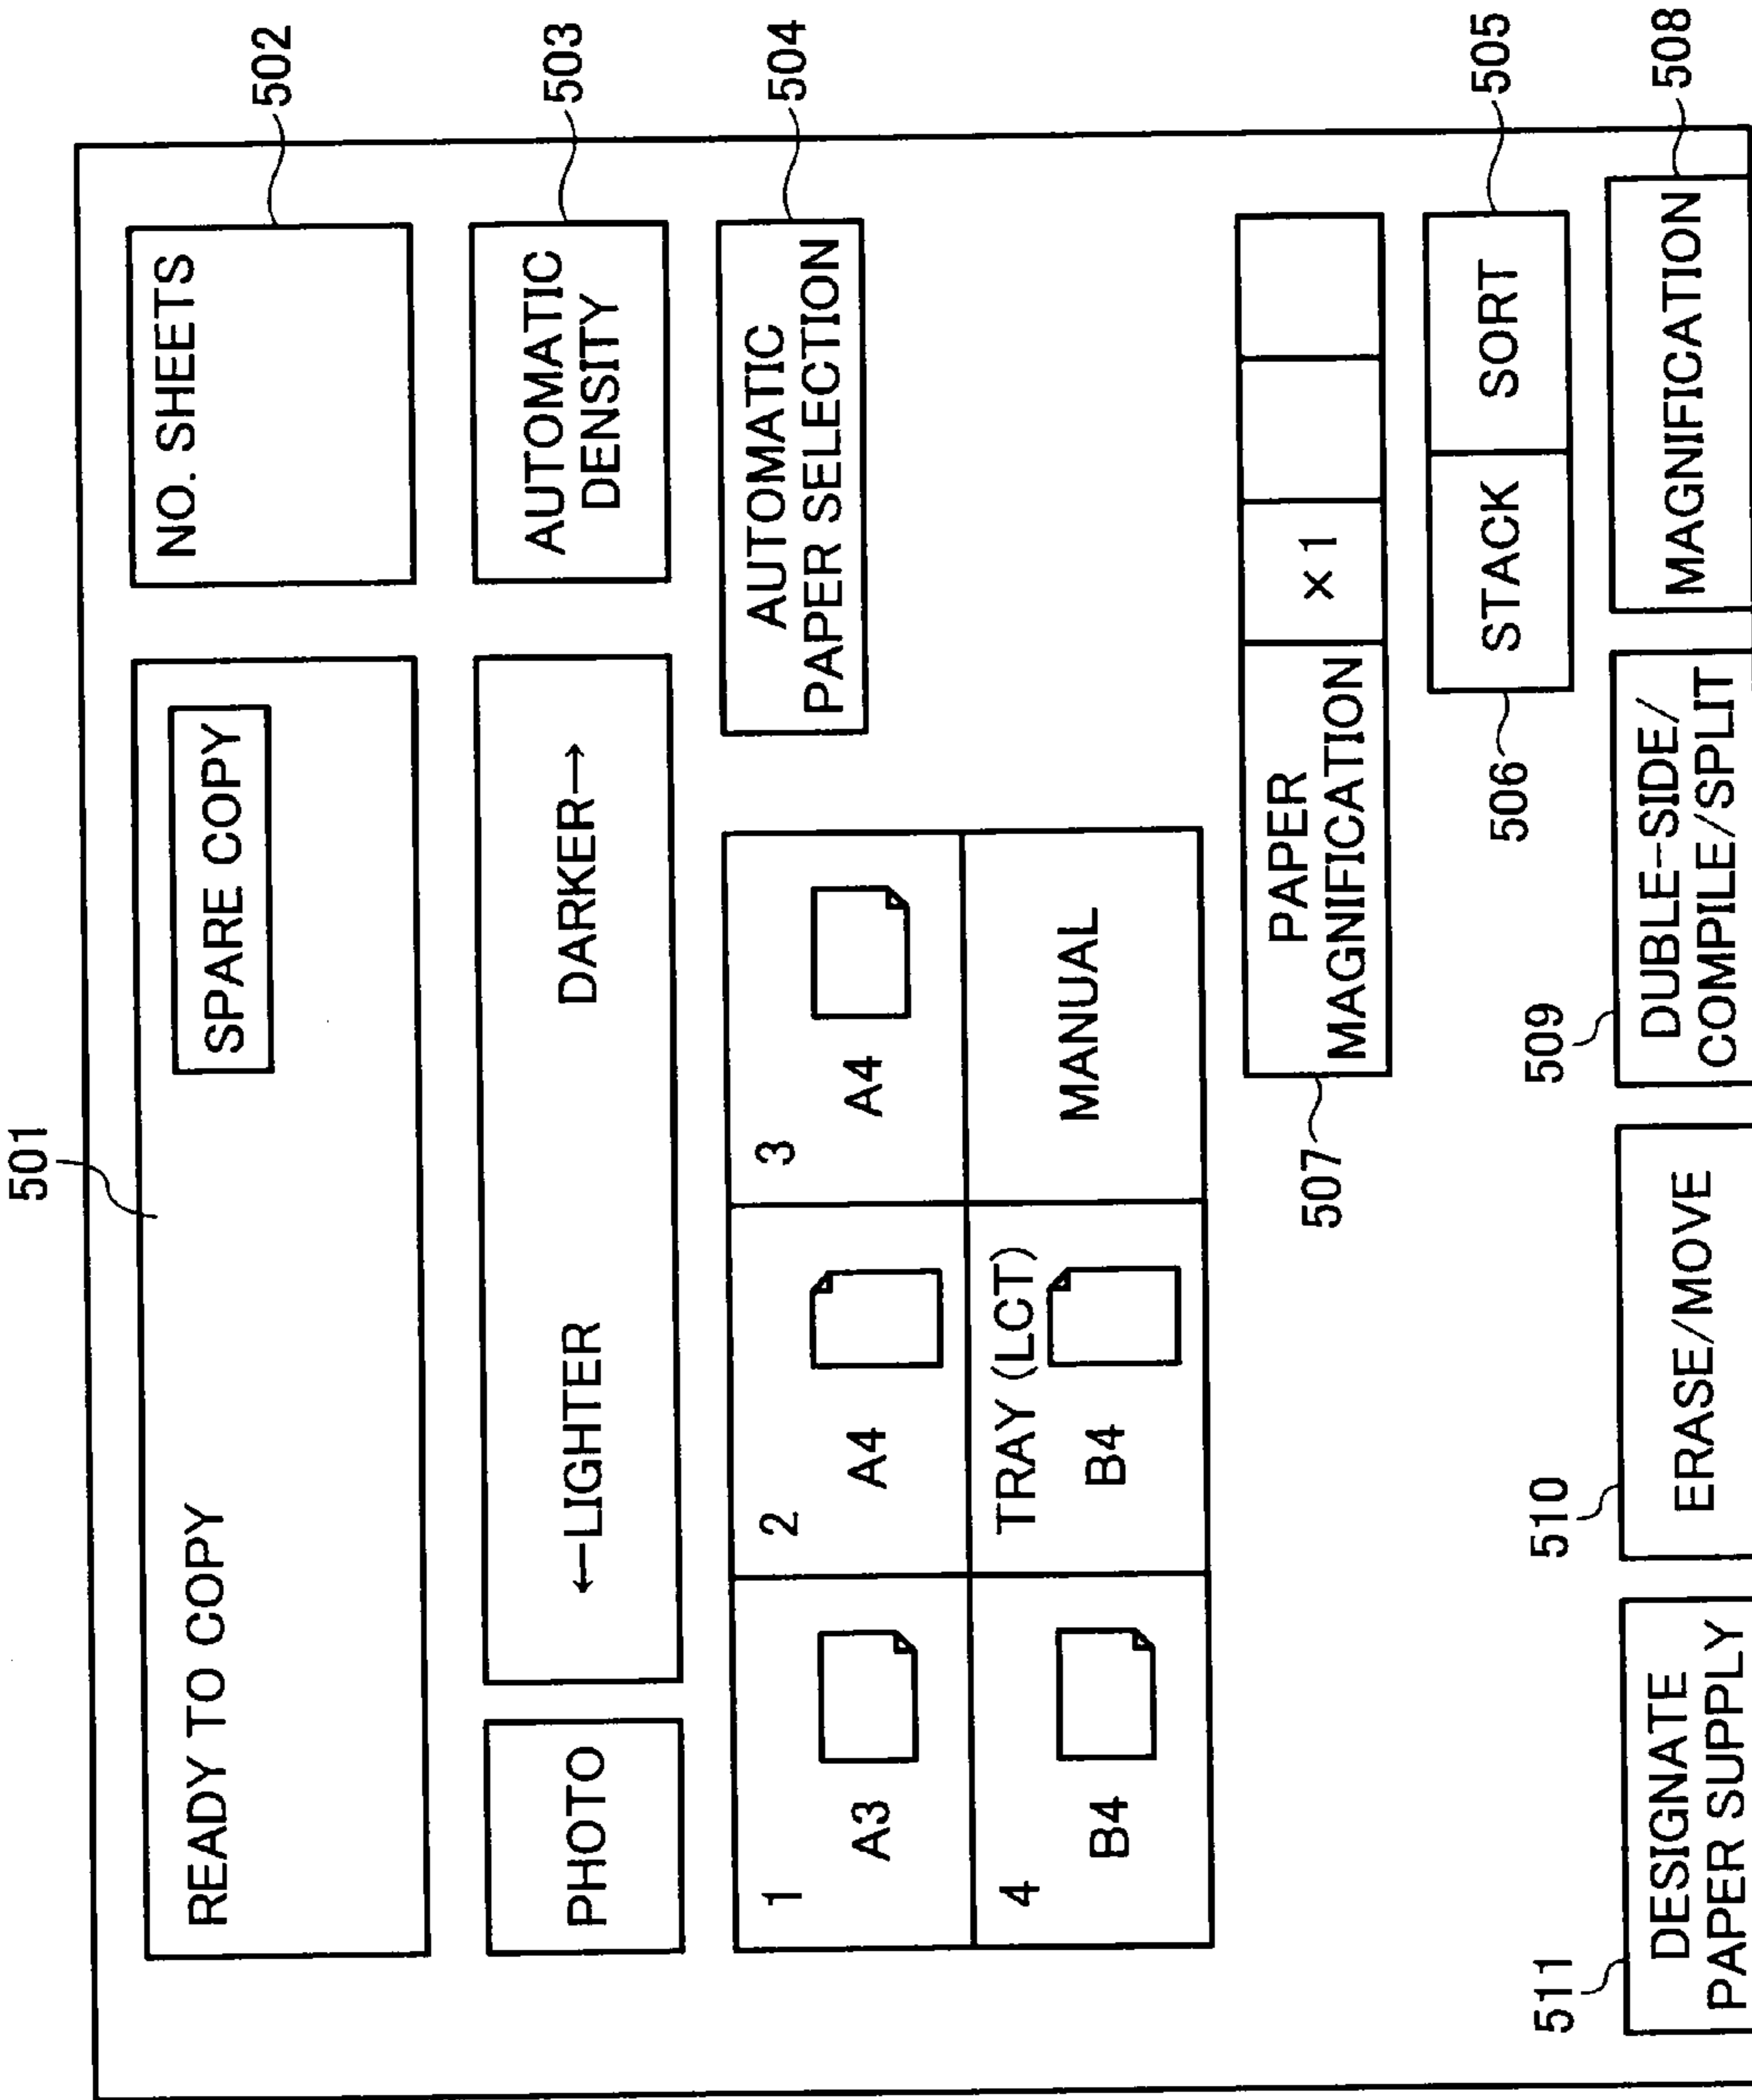 501
READY TO COPY
SPARE COPY
NO. SHEETS
502
PHOTO
←LIGHTER
DARKER→
AUTOMATIC
DENSITY
503
1
A3
2
A4
3
A4
AUTOMATIC
PAPER SELECTION
504
4
B4
TRAY (LCT)
B4
MANUAL
507
PAPER
MAGNIFICATION
×1
506
STACK
SORT
505
511
DESIGNATE
PAPER SUPPLY
510
ERASE/MOVE
509
DUBLE-SIDE/
COMPILE/SPLIT
MAGNIFICATION
508